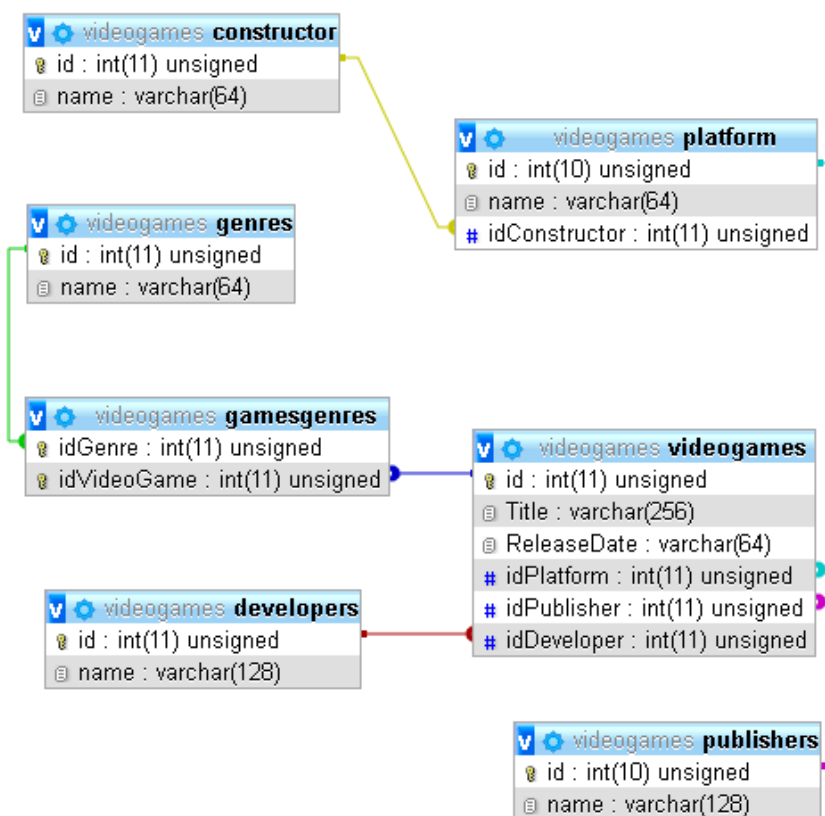 v videogames constructor
id : int(11) unsigned
name : varchar(64)
v videogames platform
id : int(10) unsigned
name : varchar(64)
# idConstructor : int(11) unsigned
v videogames genres
id : int(11) unsigned
name : varchar(64)
v videogames gamesgenres
idGenre : int(11) unsigned
idVideoGame : int(11) unsigned
v videogames videogames
id : int(11) unsigned
Title : varchar(256)
ReleaseDate : varchar(64)
# idPlatform : int(11) unsigned
# idPublisher : int(11) unsigned
# idDeveloper : int(11) unsigned
v videogames developers
id : int(11) unsigned
name : varchar(128)
v videogames publishers
id : int(10) unsigned
name : varchar(128)